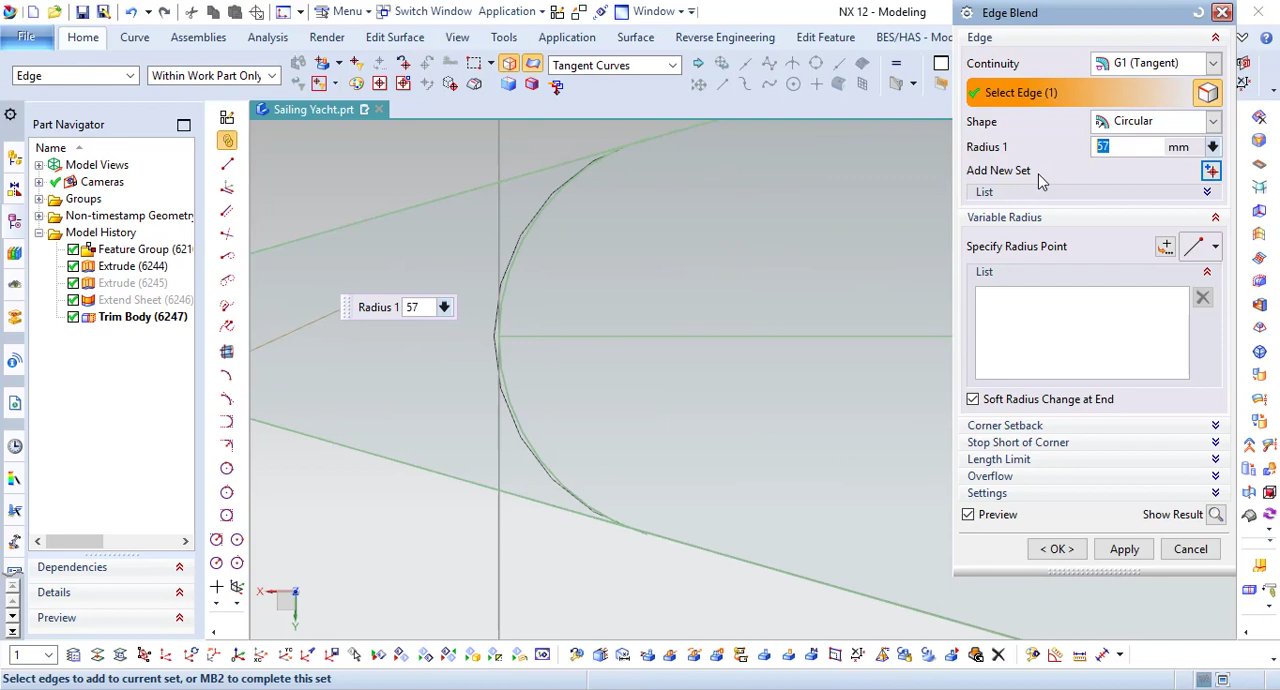 Menu
Switch Window
Application
Window
NX 12 - Modeling
File
Home
Curve
Assemblies
Analysis
Render
Edit Surface
View
Tools
Application
Surface
Reverse Engineering
Edit Feature
BES/HAS - Mo
Edge
Within Work Part Only
Tangent Curves
Part Navigator
Name
Model Views
Cameras
Groups
Non-timestamp Geometry
Model History
Feature Group (621
Extrude (6244)
Extrude (6245)
Extend Sheet (6246)
Trim Body (6247)
Dependencies
Details
Preview
Sailing Yacht.prt
Radius 1 57
X
Z
Y
Edge Blend
Edge
Continuity G1 (Tangent)
Select Edge (1)
Shape Circular
Radius 1 57 mm
Add New Set
List
Variable Radius
Specify Radius Point
List
Soft Radius Change at End
Corner Setback
Stop Short of Corner
Length Limit
Overflow
Settings
Preview Show Result
< OK > Apply Cancel
1
Select edges to add to current set, or MB2 to complete this set